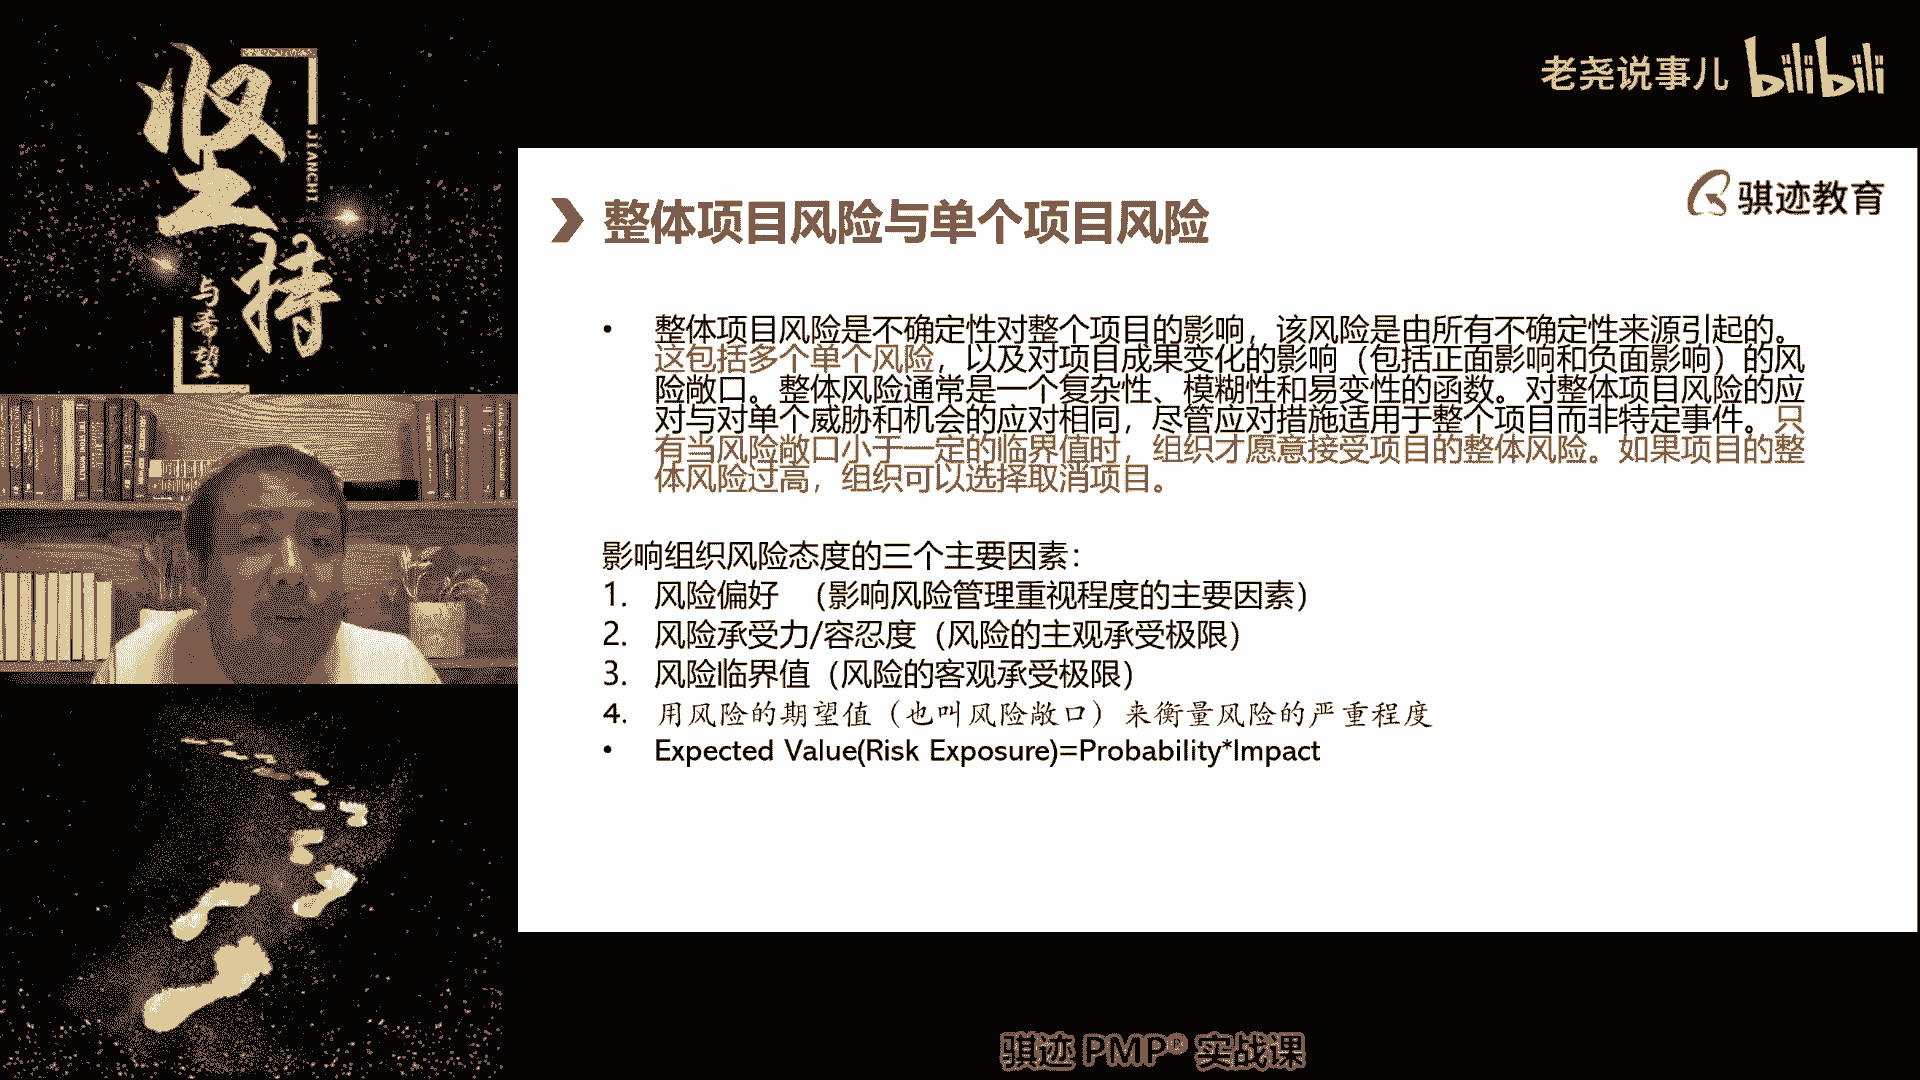 坚持
JIANCHI
与希望
老尧说事儿 bilibili
骐迹教育
整体项目风险与单个项目风险
• 整体项目风险是不确定性对整个项目的影响，该风险是由所有不确定性来源引起的。
这包括多个单个风险，以及对项目成果变化的影响（包括正面影响和负面影响）的风
险敞口。整体风险通常是一个复杂性、模糊性和易变性的函数。对整体项目风险的应
对与对单个威胁和机会的应对相同，尽管应对措施适用于整个项目而非特定事件。只
有当风险敞口小于一定的临界值时，组织才愿意接受项目的整体风险。如果项目的整
体风险过高，组织可以选择取消项目。
影响组织风险态度的三个主要因素：
1. 风险偏好 （影响风险管理重视程度的主要因素）
2. 风险承受力/容忍度（风险的主观承受极限）
3. 风险临界值（风险的客观承受极限）
4. 用风险的期望值（也叫风险敞口）来衡量风险的严重程度
• Expected Value(Risk Exposure)=Probability*Impact
骐迹 PMP® 实战课